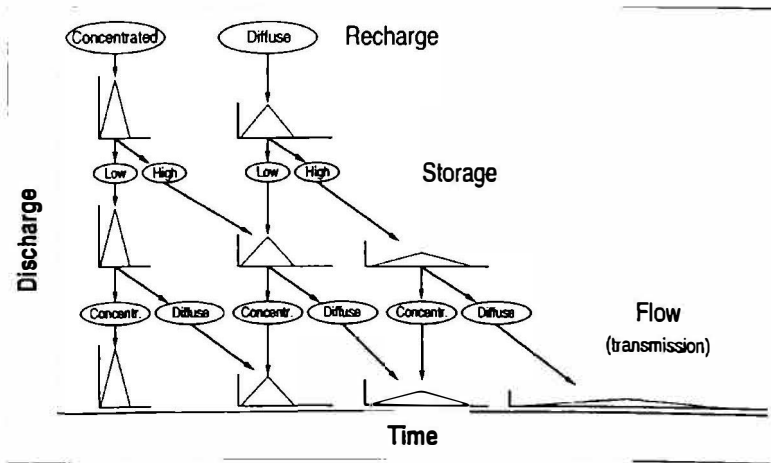 Concentrated Diffuse Recharge
Low High Low High Storage
Discharge
Concentr. Diffuse Concentr. Diffuse Concentr. Diffuse Flow
(transmission)
Time